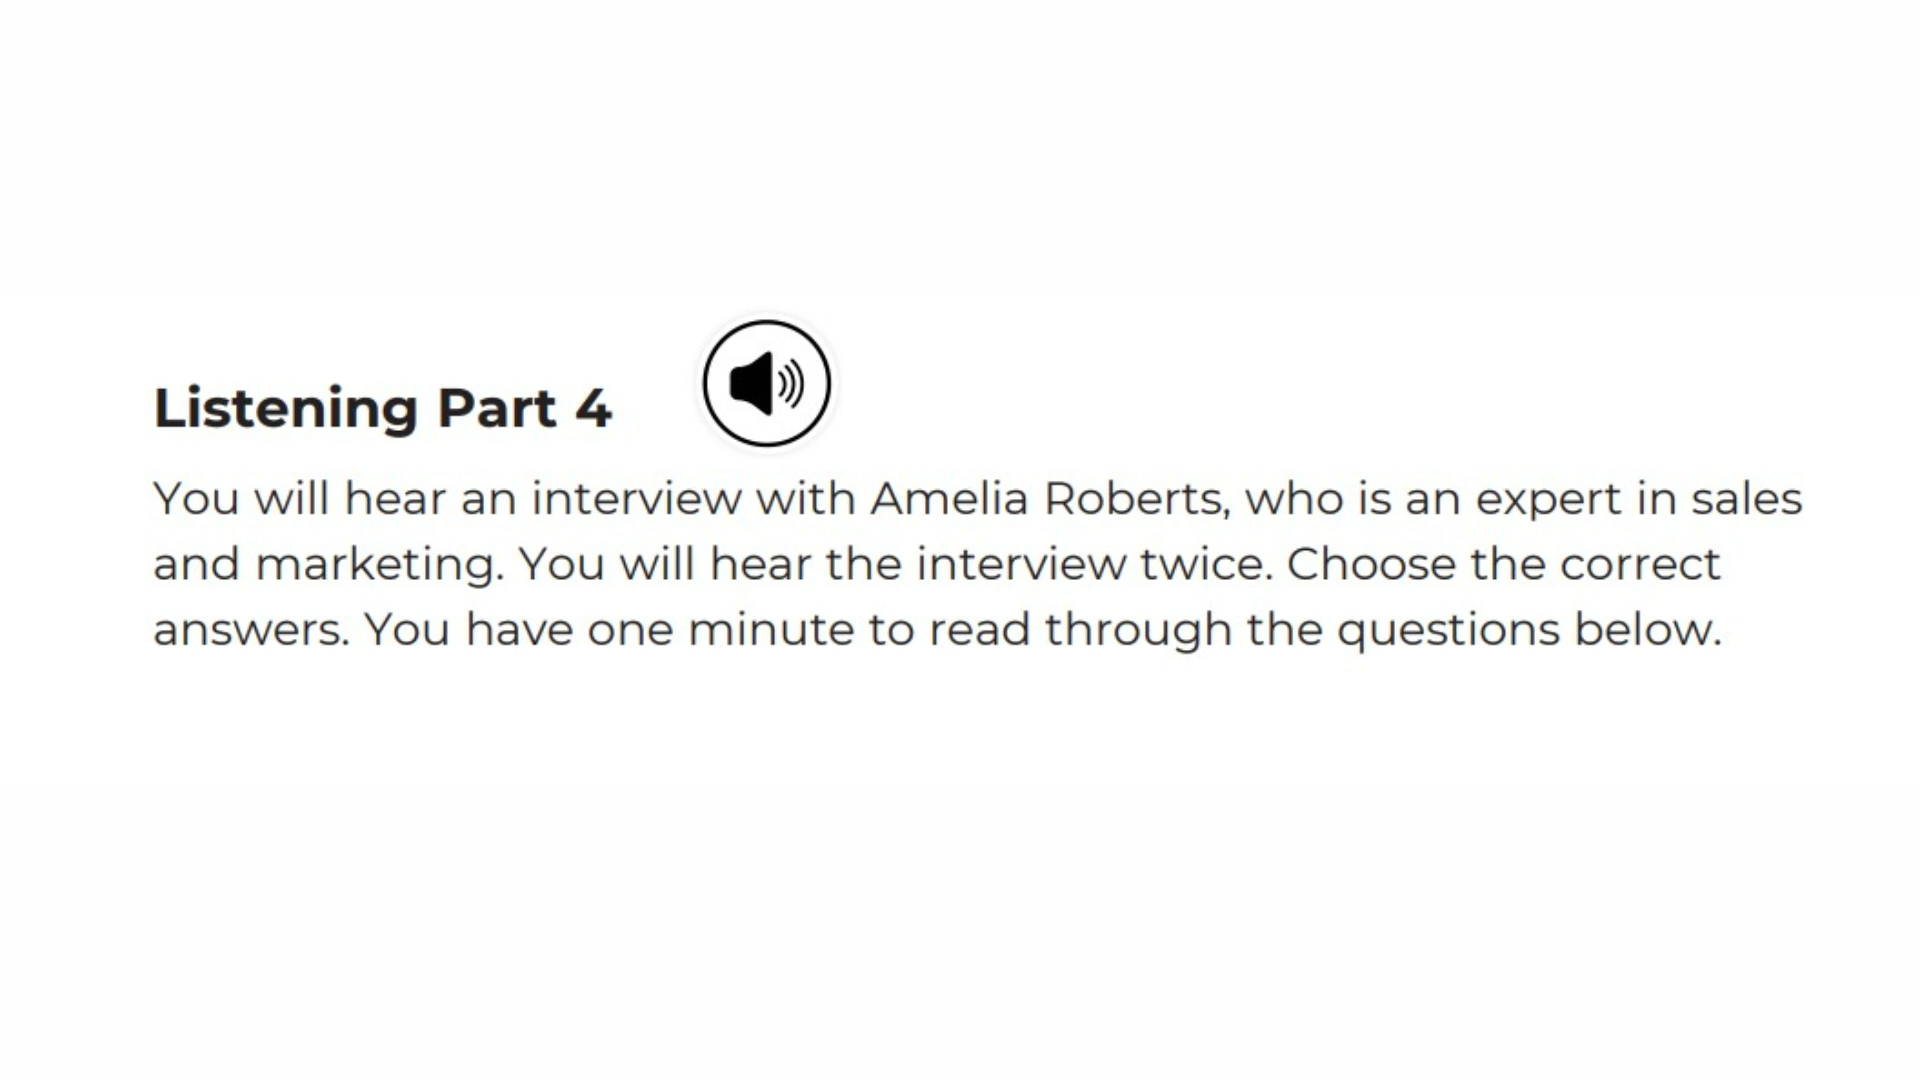 Listening Part 4
You will hear an interview with Amelia Roberts, who is an expert in sales
and marketing. You will hear the interview twice. Choose the correct
answers. You have one minute to read through the questions below.